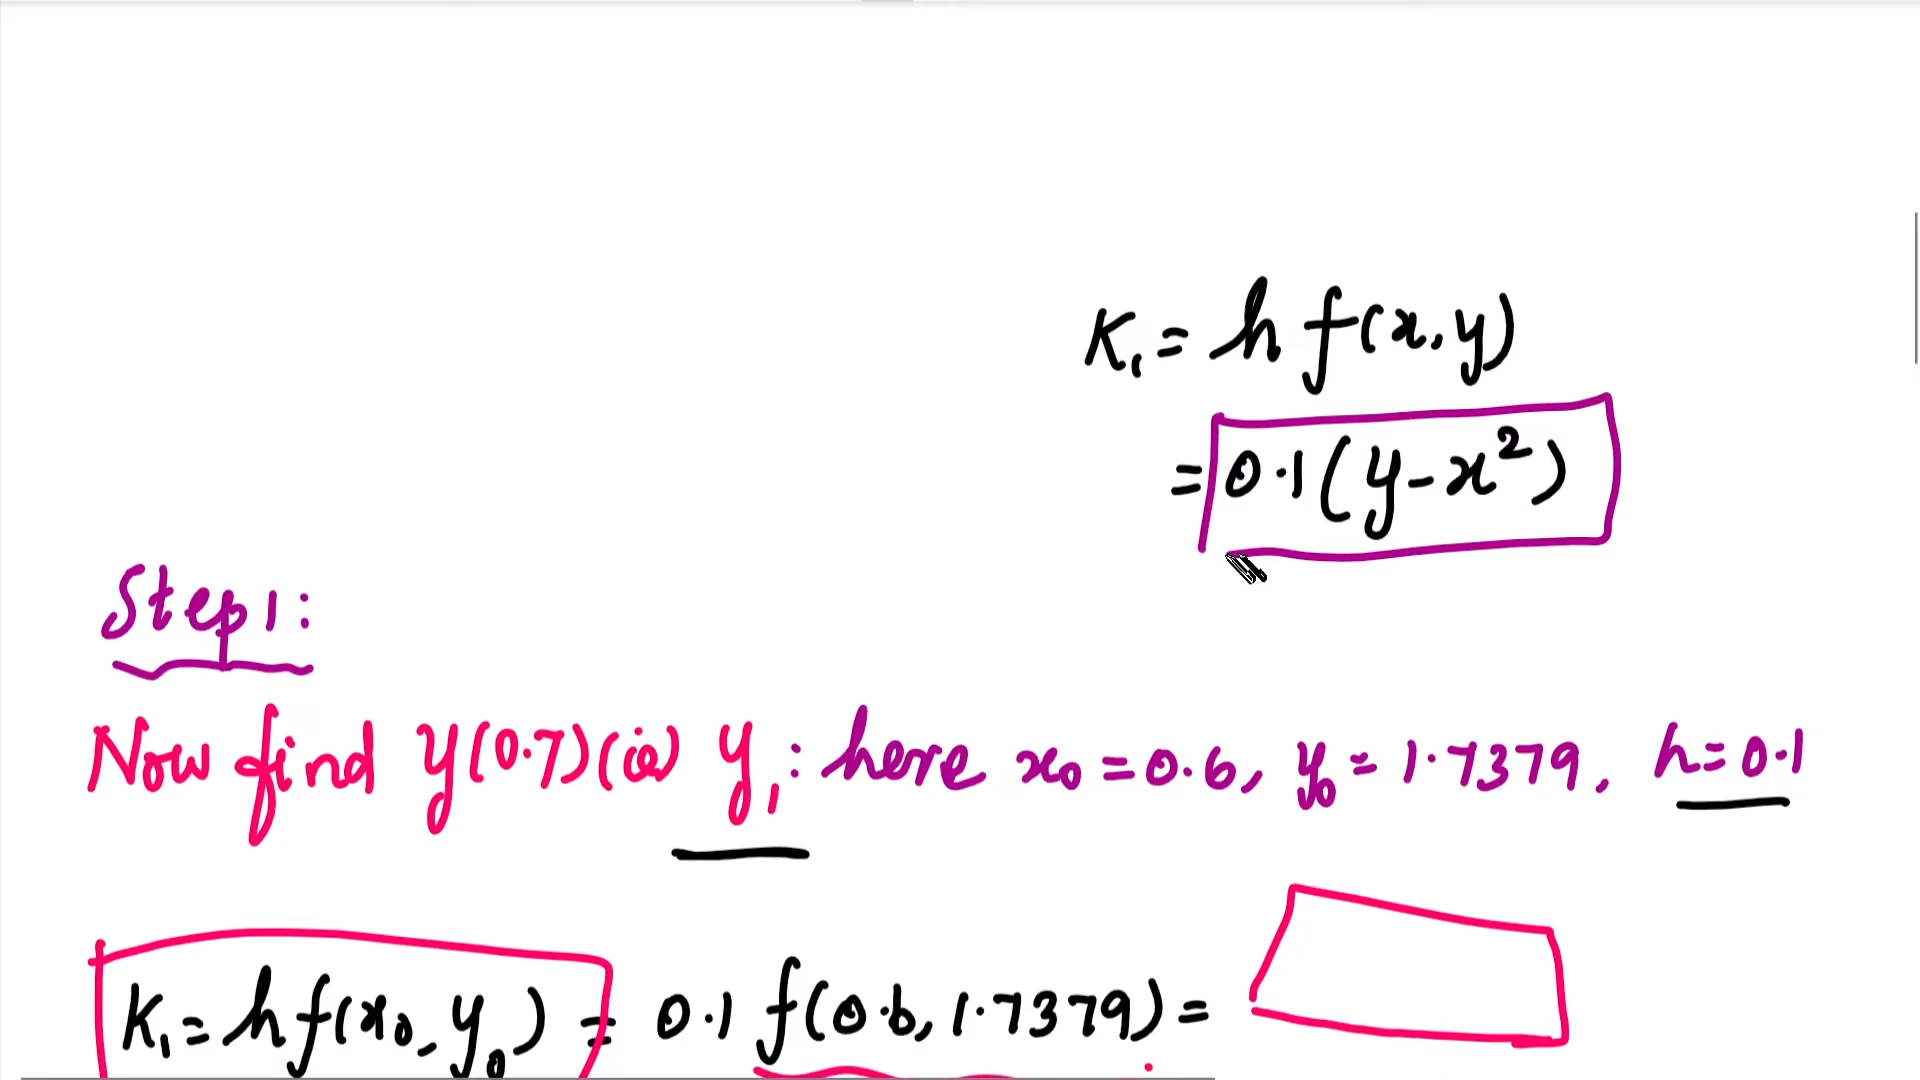 K₁ = h f(x, y)
= 0.1(y - x²)
Step 1:
Now find y(0.7)(ie) y₁: here x₀ = 0.6, y₀ = 1.7379, h = 0.1
K₁ = hf(x₀, y₀) = 0.1 f(0.6, 1.7379) =